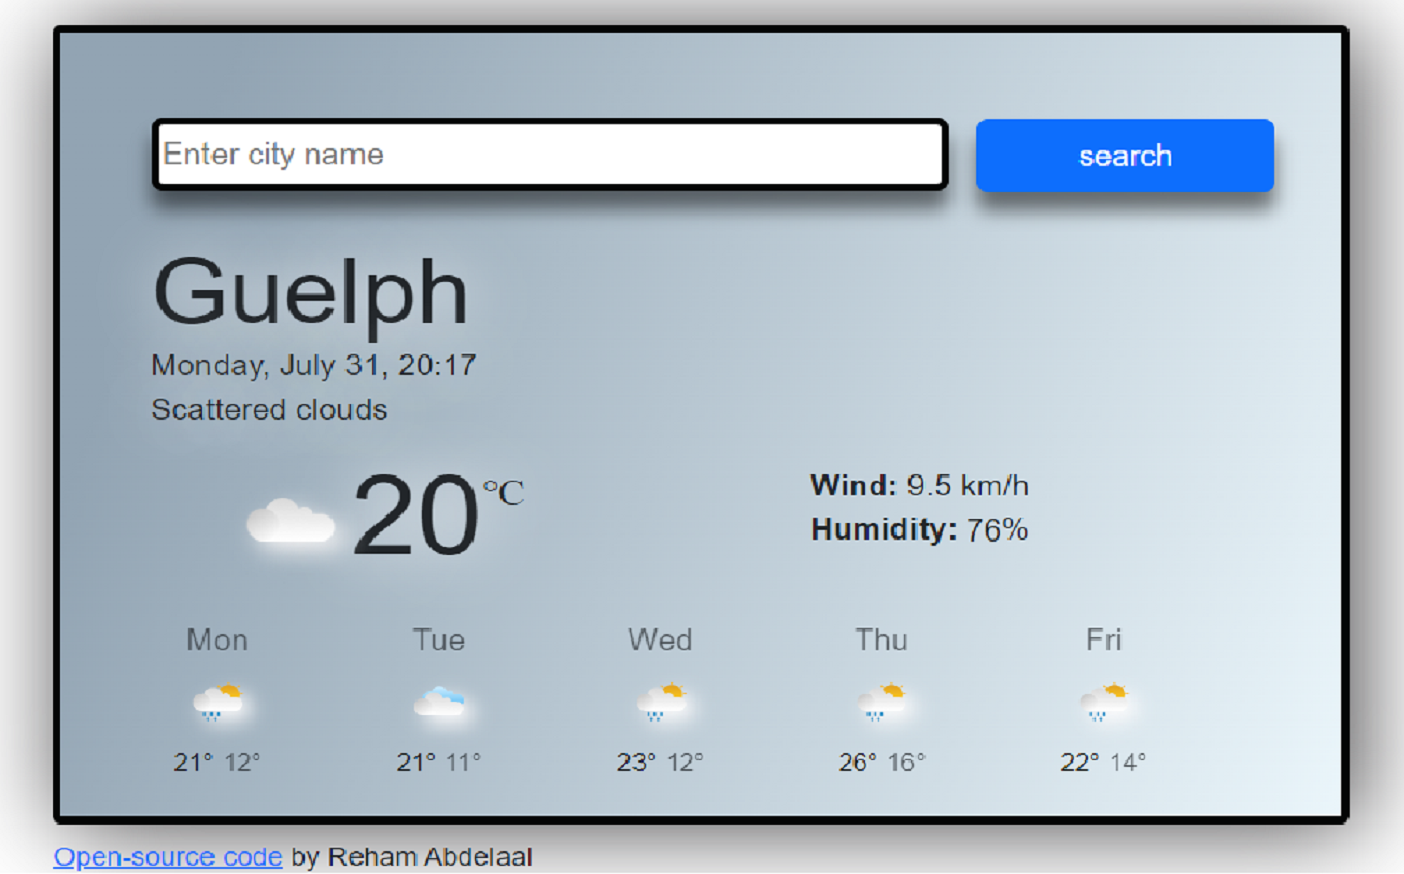 Enter city name
search
Guelph
Monday, July 31, 20:17
Scattered clouds
20°C
Wind: 9.5 km/h
Humidity: 76%
Mon Tue Wed Thu Fri
21° 12° 21° 11° 23° 12° 26° 16° 22° 14°
Open-source code by Reham Abdelaal